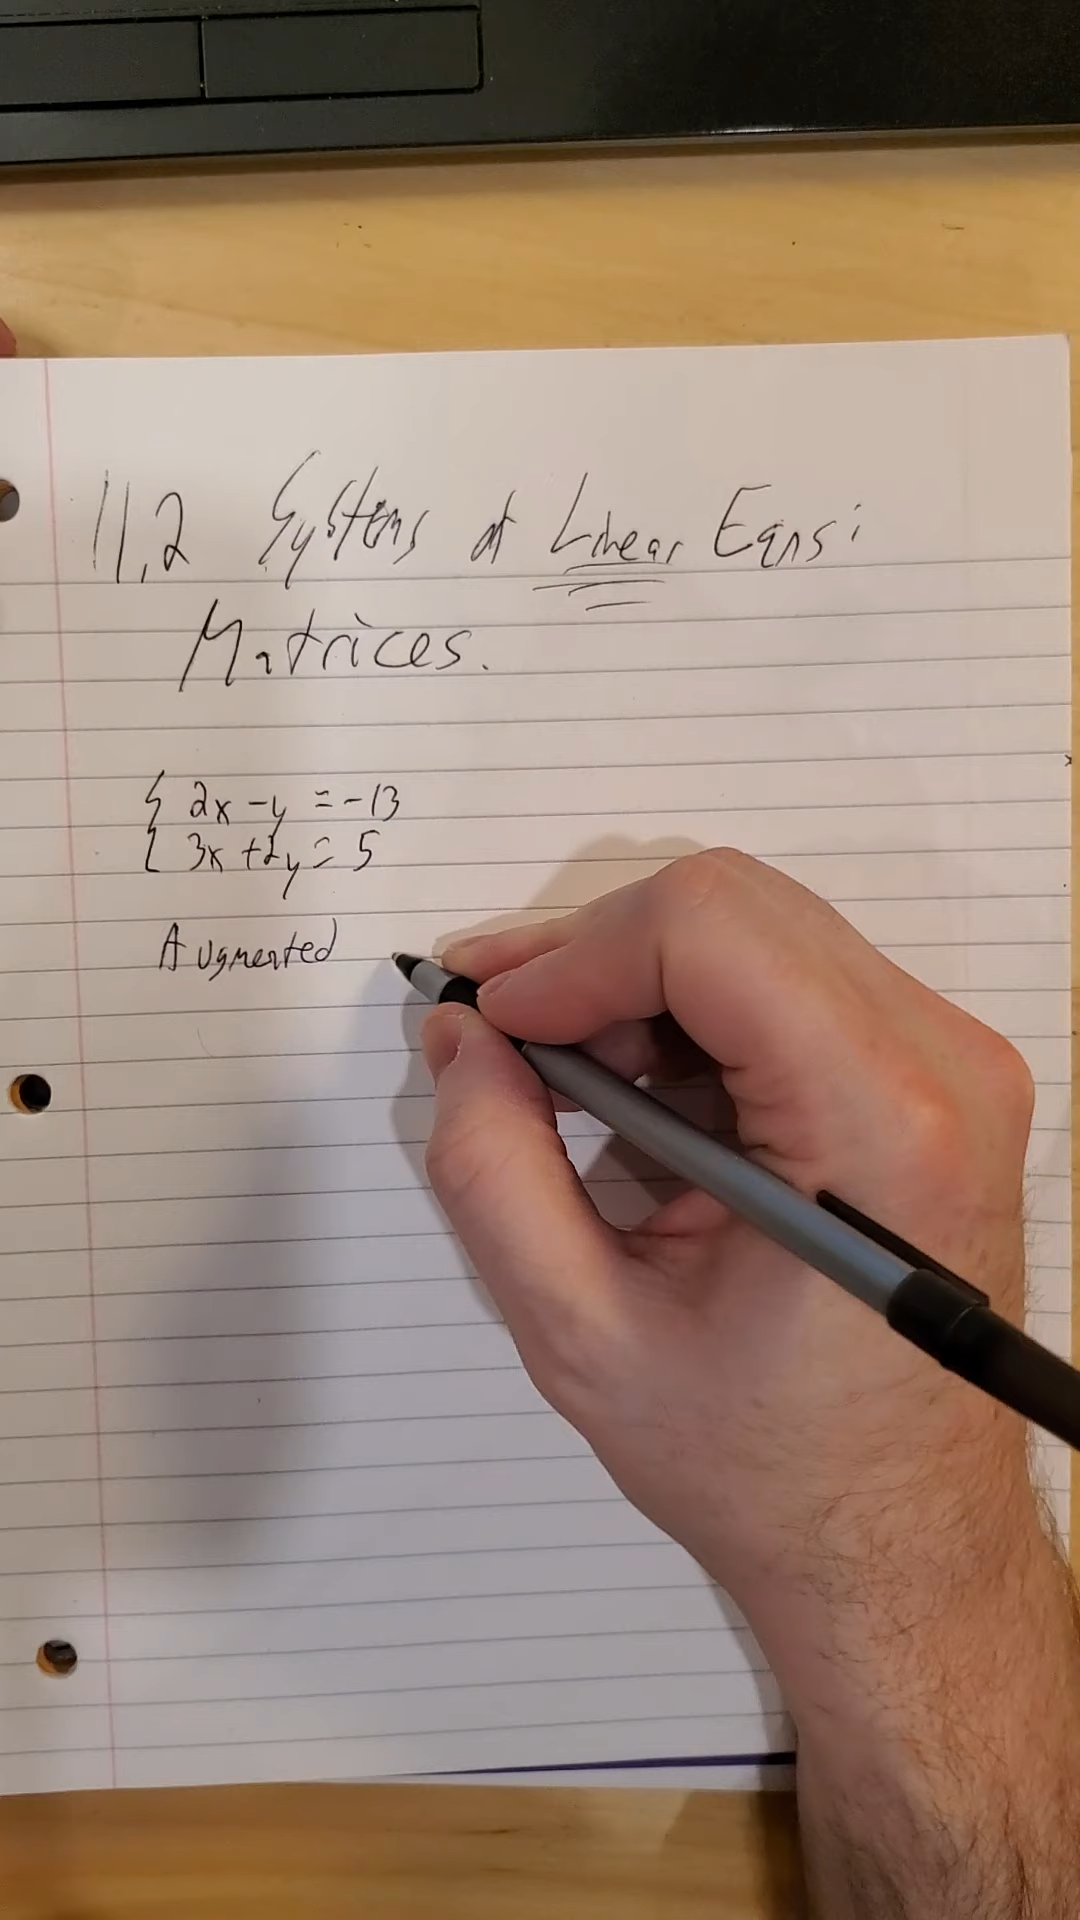 11.2 Systems of Linear Eqns:
Matrices.
{ 2x - y = -13
{ 3x + 2y = 5
Augmented